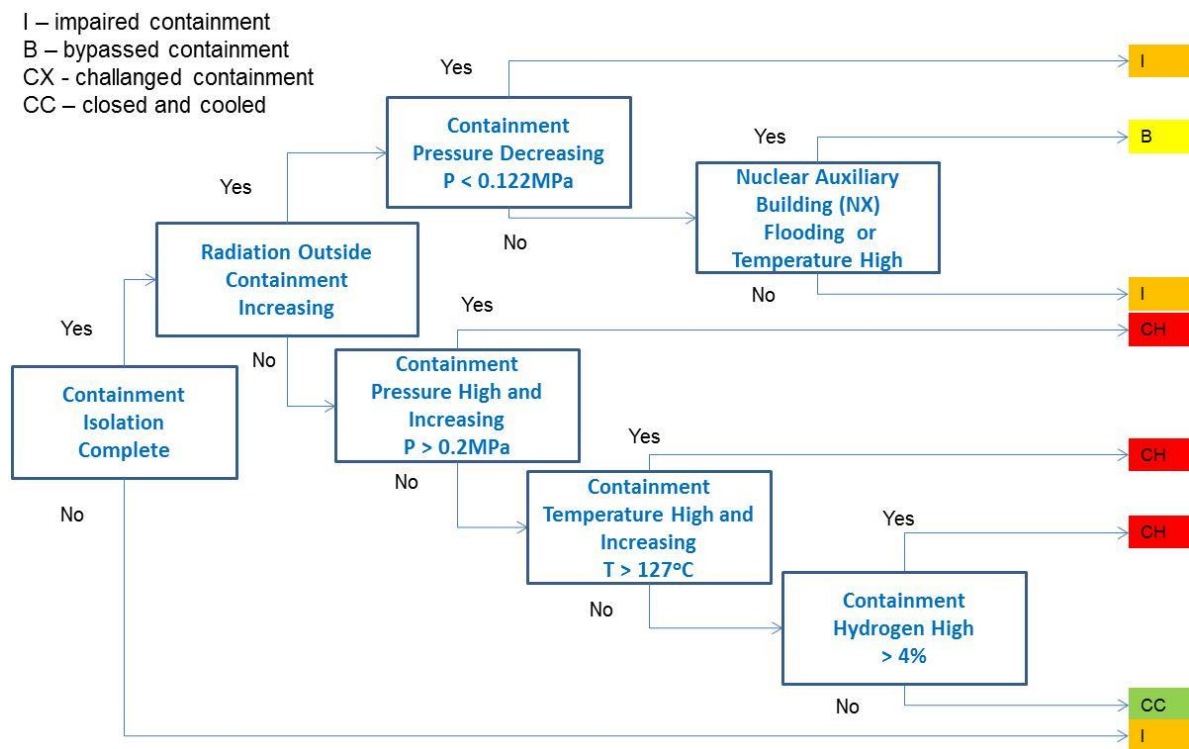 I – impaired containment
B – bypassed containment
CX - challanged containment
CC – closed and cooled
Yes
I
Containment
Pressure Decreasing
P < 0.122MPa
Yes
B
Yes
No
Nuclear Auxiliary
Building (NX)
Flooding or
Temperature High
Radiation Outside
Containment
Increasing
No
I
Yes
Yes
CH
No
Containment
Pressure High and
Increasing
P > 0.2MPa
Containment
Isolation
Complete
Yes
CH
No
No
Containment
Temperature High and
Increasing
T > 127°C
Yes
CH
No
Containment
Hydrogen High
> 4%
No
CC
I